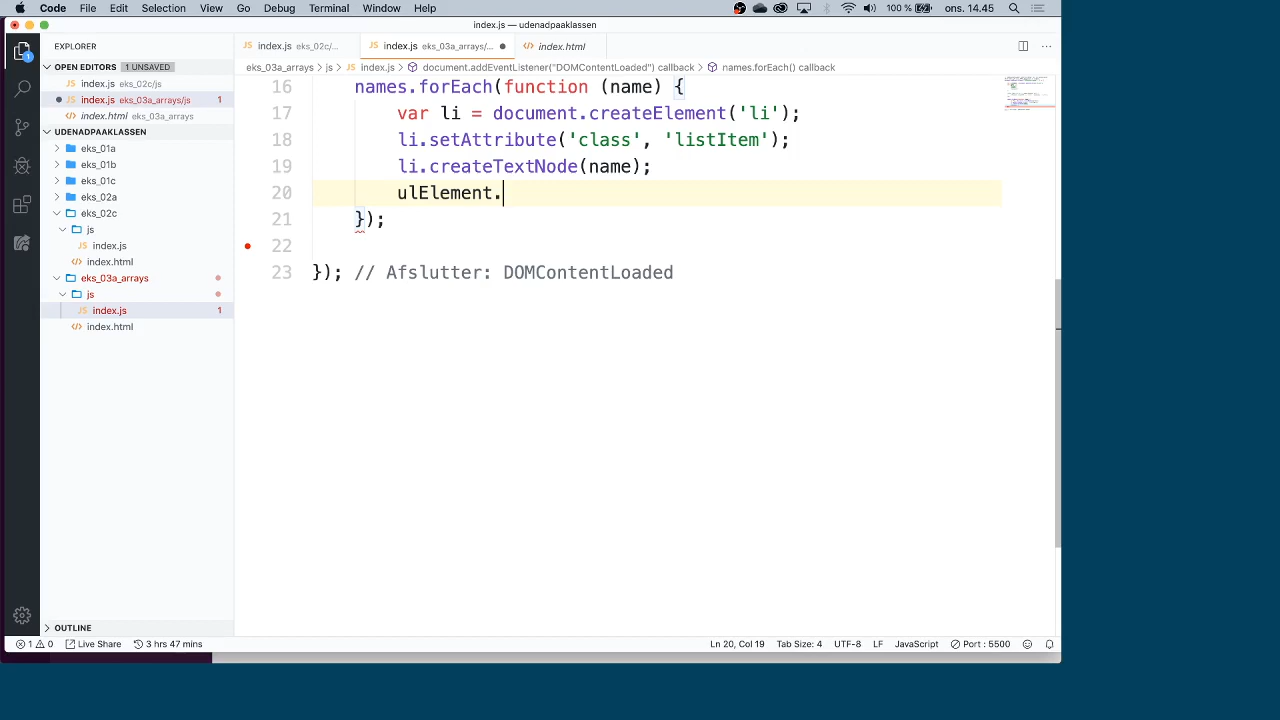 Code File Edit Selection View Go Debug Terminal Window Help 100 % ons. 14.45
index.js — udenadpaaklassen
EXPLORER
index.js eks_02c/...
index.js eks_03a_arrays/...
index.html
OPEN EDITORS 1 UNSAVED
eks_03a_arrays > js > index.js > document.addEventListener("DOMContentLoaded") callback > names.forEach() callback
index.js eks_02c/js
index.js eks_03a_arrays/js 1
index.html eks_03a_arrays
UDENADPAAKLASSEN
eks_01a
eks_01b
eks_01c
eks_02a
eks_02c
js
index.js
index.html
eks_03a_arrays
js
index.js 1
index.html
16 names.forEach(function (name) {
17 var li = document.createElement('li');
18 li.setAttribute('class', 'listItem');
19 li.createTextNode(name);
20 ulElement.
21 });
22
23 }); // Afslutter: DOMContentLoaded
OUTLINE
1 0 Live Share 3 hrs 47 mins Ln 20, Col 19 Tab Size: 4 UTF-8 LF JavaScript Port : 5500